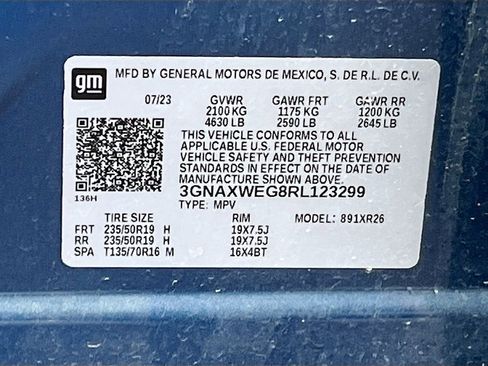 gm
MFD BY GENERAL MOTORS DE MEXICO, S. DE R.L. DE C.V.
07/23 GVWR GAWR FRT GAWR RR
2100 KG 1175 KG 1200 KG
4630 LB 2590 LB 2645 LB
THIS VEHICLE CONFORMS TO ALL
APPLICABLE U.S. FEDERAL MOTOR
VEHICLE SAFETY AND THEFT PREVENTION
STANDARDS IN EFFECT ON THE DATE OF
MANUFACTURE SHOWN ABOVE.
3GNAXWEG8RL123299
136H TYPE: MPV
TIRE SIZE RIM MODEL: 891XR26
FRT 235/50R19 H 19X7.5J
RR 235/50R19 H 19X7.5J
SPA T135/70R16 M 16X4BT